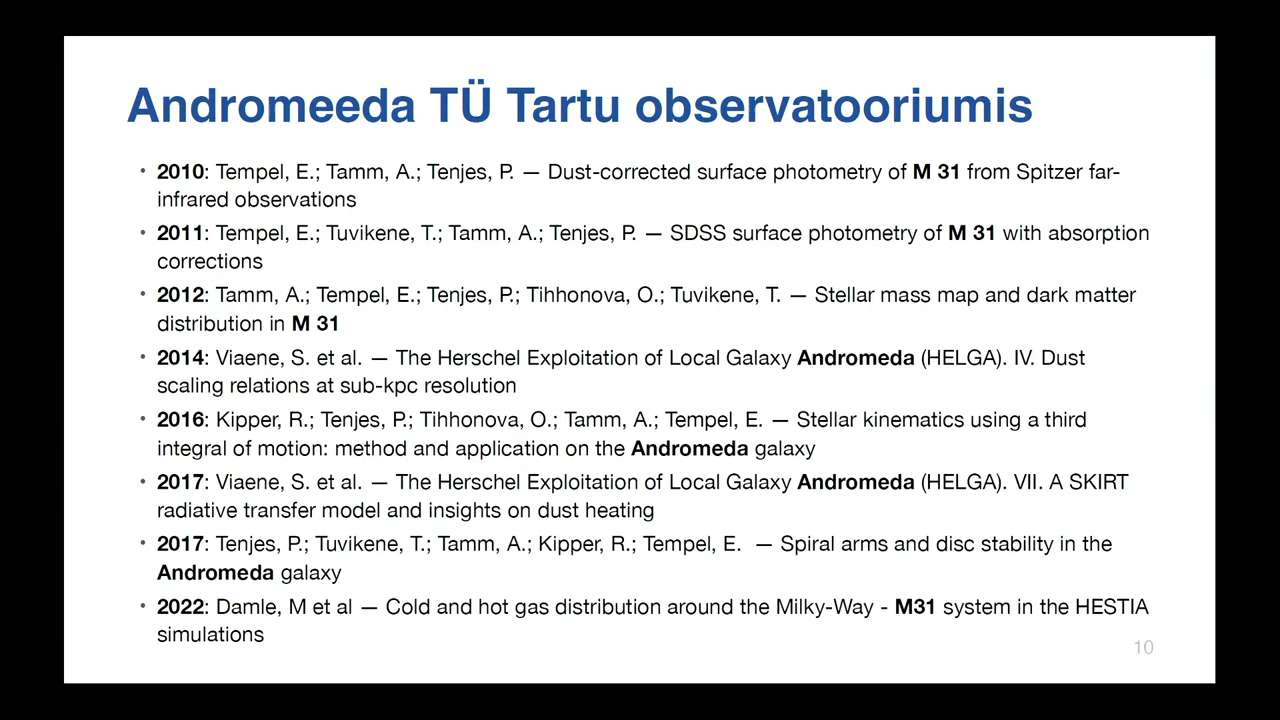 Andromeeda TÜ Tartu observatooriumis
• 2010: Tempel, E.; Tamm, A.; Tenjes, P. — Dust-corrected surface photometry of M 31 from Spitzer far-
infrared observations
• 2011: Tempel, E.; Tuvikene, T.; Tamm, A.; Tenjes, P. — SDSS surface photometry of M 31 with absorption
corrections
• 2012: Tamm, A.; Tempel, E.; Tenjes, P.; Tihhonova, O.; Tuvikene, T. — Stellar mass map and dark matter
distribution in M 31
• 2014: Viaene, S. et al. — The Herschel Exploitation of Local Galaxy Andromeda (HELGA). IV. Dust
scaling relations at sub-kpc resolution
• 2016: Kipper, R.; Tenjes, P.; Tihhonova, O.; Tamm, A.; Tempel, E. — Stellar kinematics using a third
integral of motion: method and application on the Andromeda galaxy
• 2017: Viaene, S. et al. — The Herschel Exploitation of Local Galaxy Andromeda (HELGA). VII. A SKIRT
radiative transfer model and insights on dust heating
• 2017: Tenjes, P.; Tuvikene, T.; Tamm, A.; Kipper, R.; Tempel, E. — Spiral arms and disc stability in the
Andromeda galaxy
• 2022: Damle, M et al — Cold and hot gas distribution around the Milky-Way - M31 system in the HESTIA
simulations
10